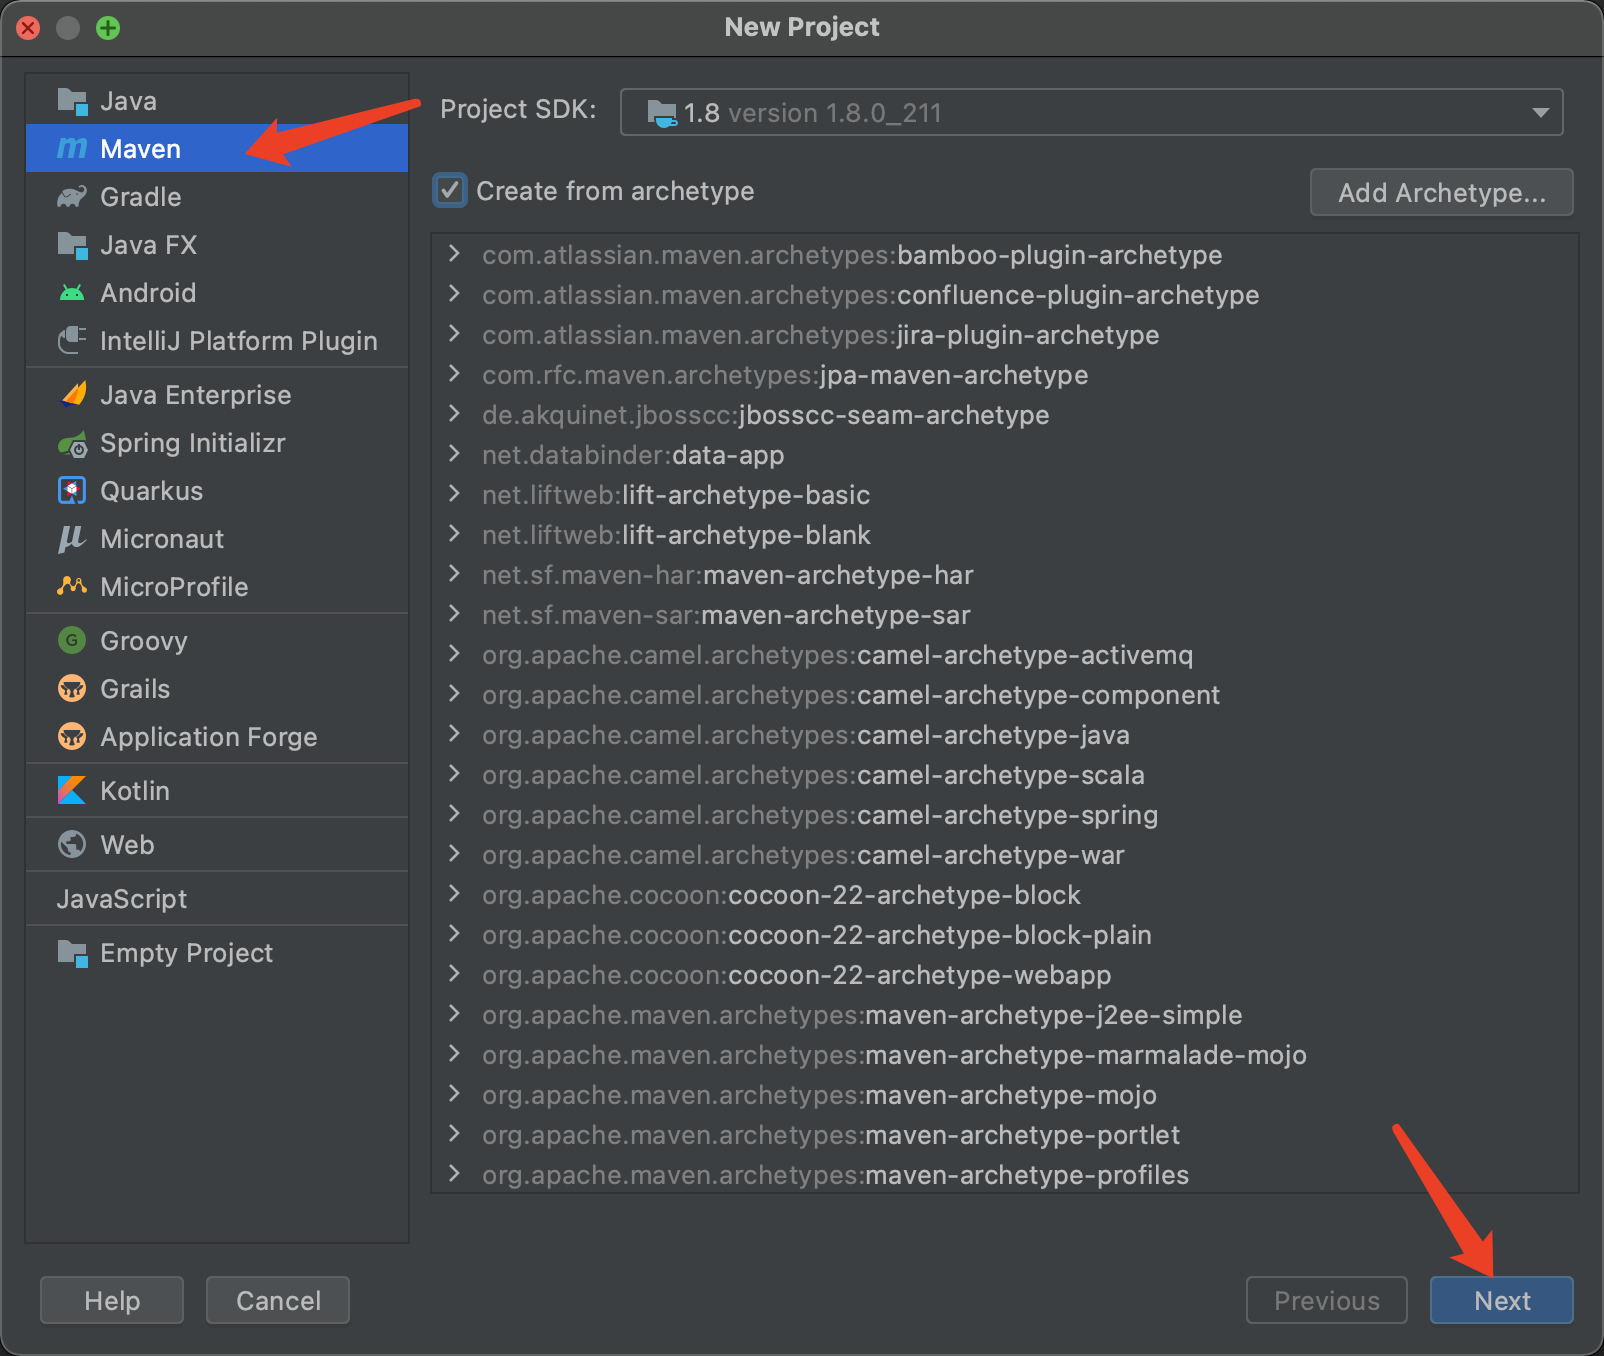 New Project
Java
Maven
Gradle
Java FX
Android
IntelliJ Platform Plugin
Java Enterprise
Spring Initializr
Quarkus
Micronaut
MicroProfile
Groovy
Grails
Application Forge
Kotlin
Web
JavaScript
Empty Project
Project SDK: 1.8 version 1.8.0_211
Create from archetype
Add Archetype...
com.atlassian.maven.archetypes:bamboo-plugin-archetype
com.atlassian.maven.archetypes:confluence-plugin-archetype
com.atlassian.maven.archetypes:jira-plugin-archetype
com.rfc.maven.archetypes:jpa-maven-archetype
de.akquinet.jbosscc:jbosscc-seam-archetype
net.databinder:data-app
net.liftweb:lift-archetype-basic
net.liftweb:lift-archetype-blank
net.sf.maven-har:maven-archetype-har
net.sf.maven-sar:maven-archetype-sar
org.apache.camel.archetypes:camel-archetype-activemq
org.apache.camel.archetypes:camel-archetype-component
org.apache.camel.archetypes:camel-archetype-java
org.apache.camel.archetypes:camel-archetype-scala
org.apache.camel.archetypes:camel-archetype-spring
org.apache.camel.archetypes:camel-archetype-war
org.apache.cocoon:cocoon-22-archetype-block
org.apache.cocoon:cocoon-22-archetype-block-plain
org.apache.cocoon:cocoon-22-archetype-webapp
org.apache.maven.archetypes:maven-archetype-j2ee-simple
org.apache.maven.archetypes:maven-archetype-marmalade-mojo
org.apache.maven.archetypes:maven-archetype-mojo
org.apache.maven.archetypes:maven-archetype-portlet
org.apache.maven.archetypes:maven-archetype-profiles
Help
Cancel
Previous
Next